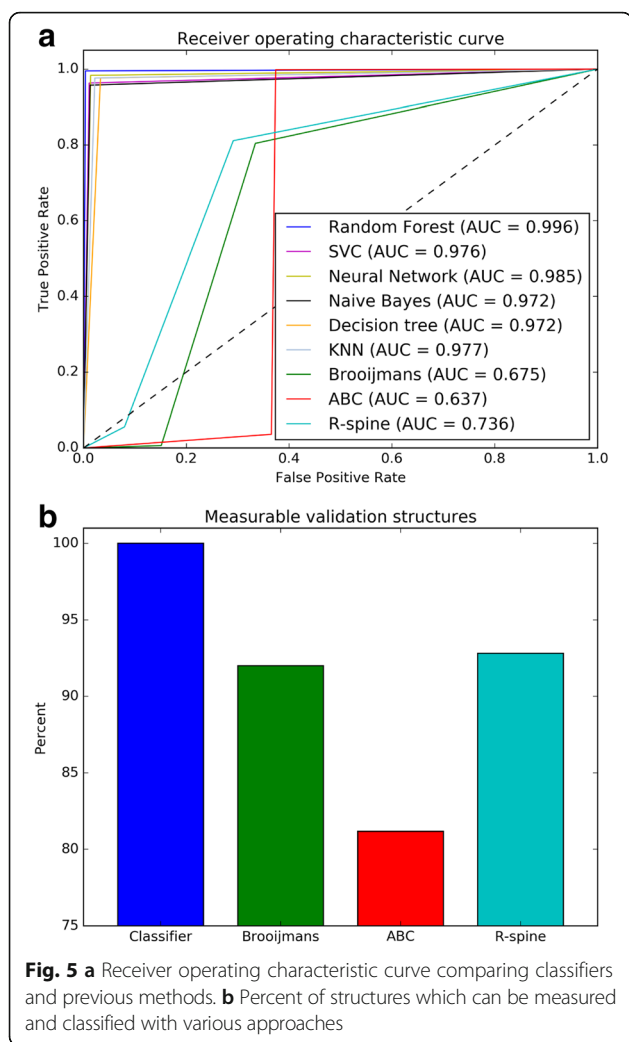 a
Receiver operating characteristic curve
1.0
0.8
0.6
0.4
0.2
0.0
True Positive Rate
Random Forest (AUC = 0.996)
SVC (AUC = 0.976)
Neural Network (AUC = 0.985)
Naive Bayes (AUC = 0.972)
Decision tree (AUC = 0.972)
KNN (AUC = 0.977)
Brooijmans (AUC = 0.675)
ABC (AUC = 0.637)
R-spine (AUC = 0.736)
0.0 0.2 0.4 0.6 0.8 1.0
False Positive Rate
b
Measurable validation structures
100
95
90
85
80
75
Percent
Classifier Brooijmans ABC R-spine
Fig. 5 a Receiver operating characteristic curve comparing classifiers
and previous methods. b Percent of structures which can be measured
and classified with various approaches